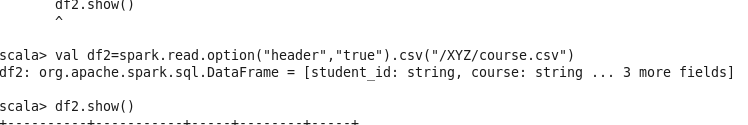 df2.show()
^
scala> val df2=spark.read.option("header","true").csv("/XYZ/course.csv")
df2: org.apache.spark.sql.DataFrame = [student_id: string, course: string ... 3 more fields]
scala> df2.show()
+----------+-----------+-----+--------+-----+